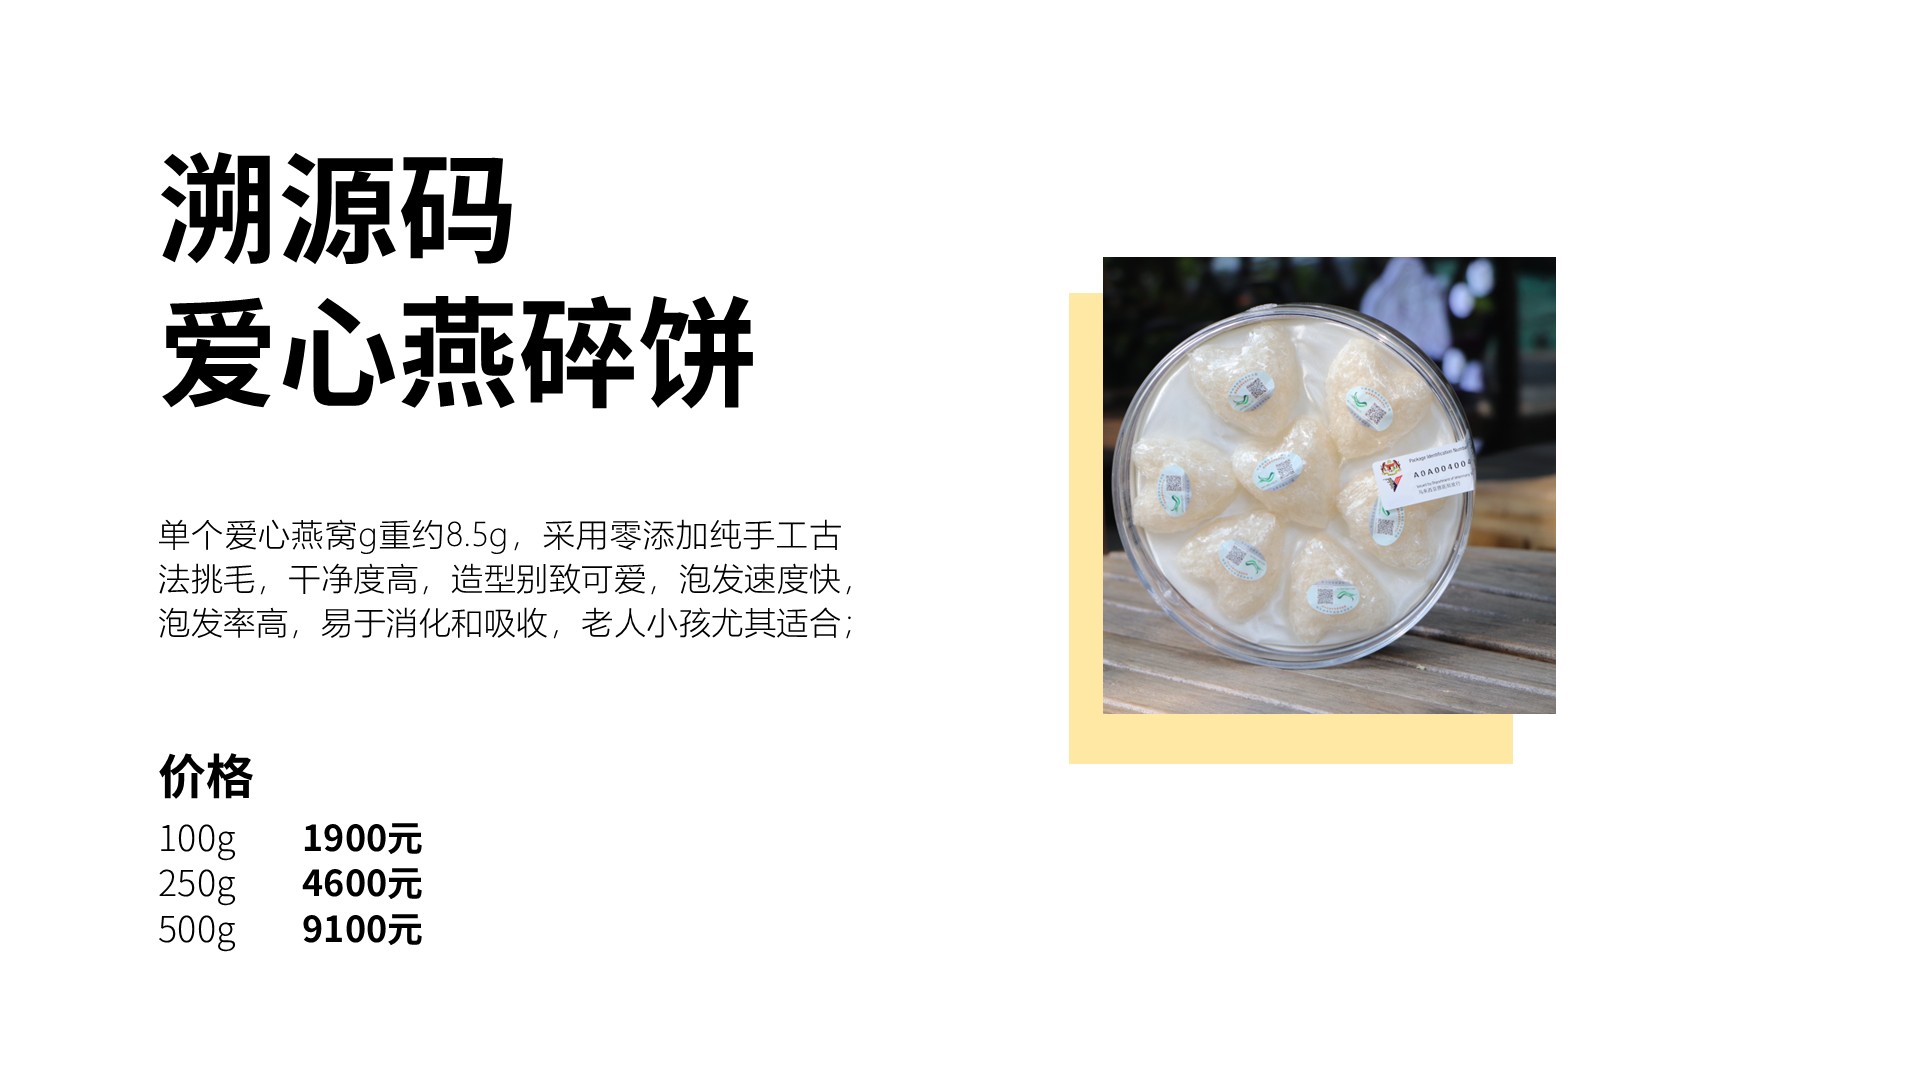 溯源码
爱心燕碎饼
单个爱心燕窝g重约8.5g，采用零添加纯手工古
法挑毛，干净度高，造型别致可爱，泡发速度快，
泡发率高，易于消化和吸收，老人小孩尤其适合；
Package Identification Number
A0A004004
价格
100g 1900元
250g 4600元
500g 9100元